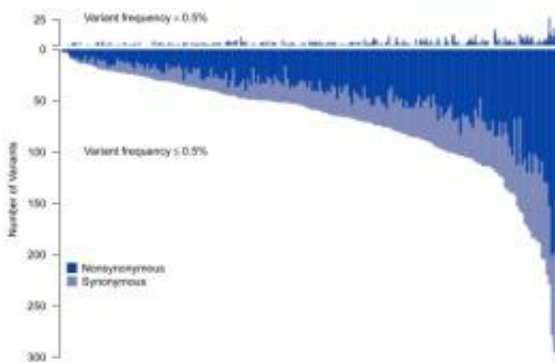 25
Variant frequency > 0.5%
0
0
50
Variant frequency ≤ 0.5%
100
150
200
250
300
Number of Variants
Nonsynonymous
Synonymous